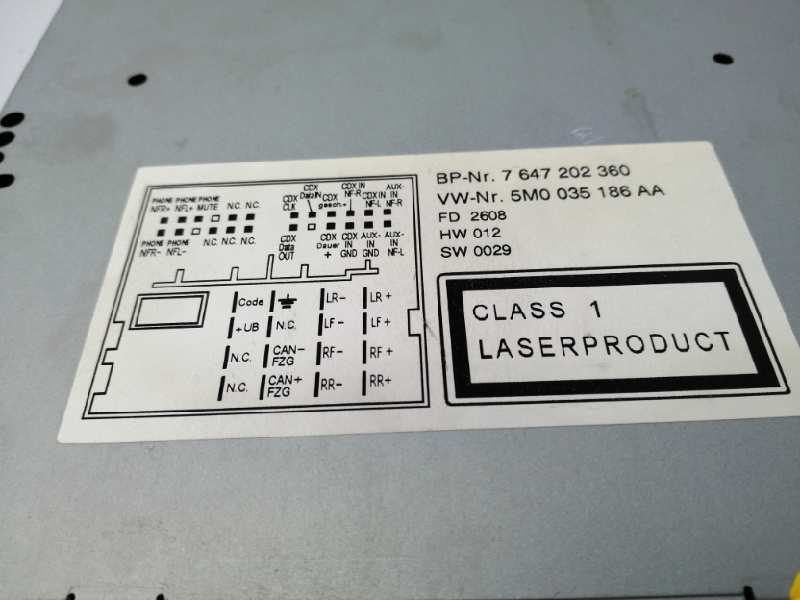 PHONE PHONE PHONE
NFR+ NFL+ MUTE N.C. N.C.
PHONE PHONE N.C. N.C. N.C.
NFR- NFL-
CDX CDX CDX CDX IN CDX AUX-
CLK DataIN gesch.+ NF-R IN IN
NF-L NF-R
CDX CDX CDX AUX- AUX-
Data Dauer IN IN IN
OUT + GND GND NF-L
Code LR- LR+
+UB N.C. LF- LF+
N.C. CAN- FZG RF- RF+
N.C. CAN+ FZG RR- RR+
BP-Nr. 7 647 202 360
VW-Nr. 5M0 035 186 AA
FD 2608
HW 012
SW 0029
CLASS 1
LASERPRODUCT